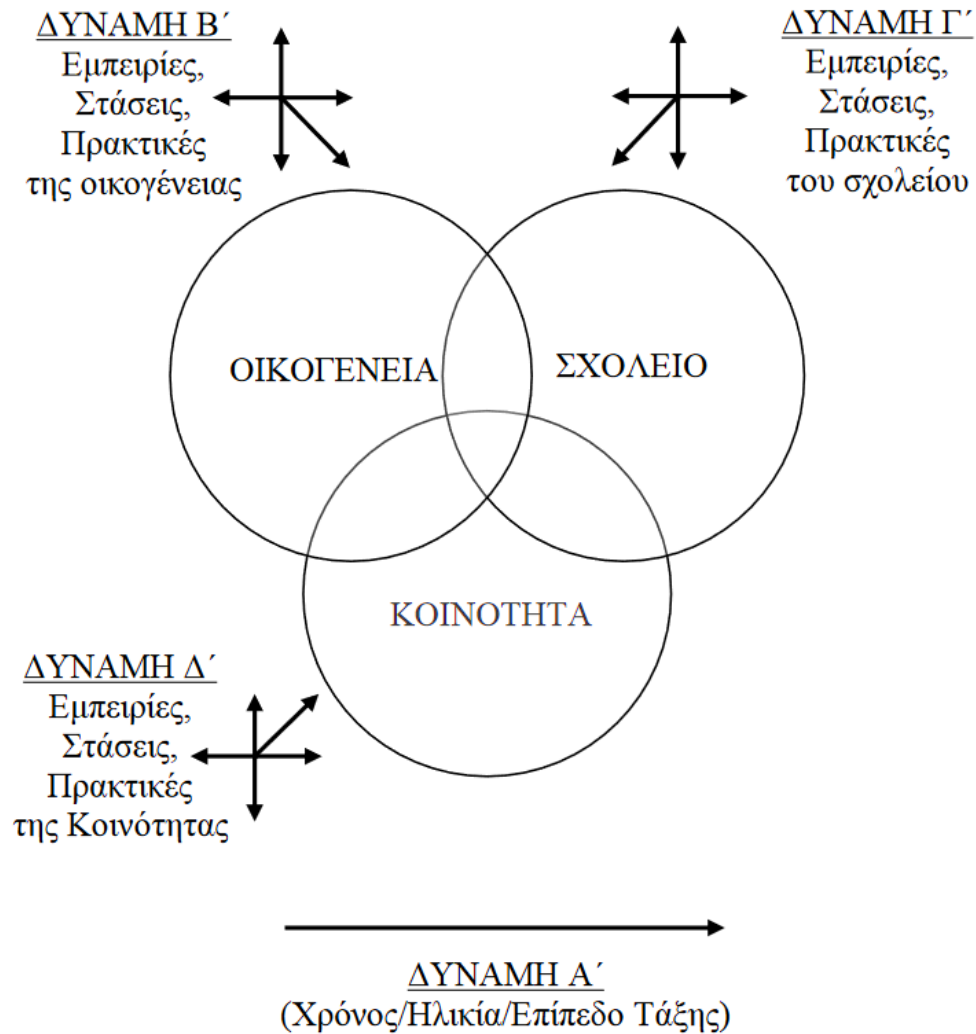 ΔΥΝΑΜΗ Β΄
Εμπειρίες,
Στάσεις,
Πρακτικές
της οικογένειας
ΔΥΝΑΜΗ Γ΄
Εμπειρίες,
Στάσεις,
Πρακτικές
του σχολείου
ΟΙΚΟΓΕΝΕΙΑ
ΣΧΟΛΕΙΟ
ΚΟΙΝΟΤΗΤΑ
ΔΥΝΑΜΗ Δ΄
Εμπειρίες,
Στάσεις,
Πρακτικές
της Κοινότητας
ΔΥΝΑΜΗ Α΄
(Χρόνος/Ηλικία/Επίπεδο Τάξης)